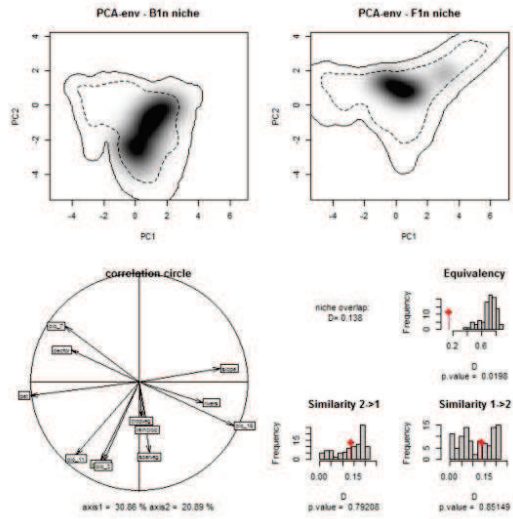 PCA-env - B1n niche
PCA-env - F1n niche
PC2
4
2
0
-2
-4
-4 -2 0 2 4 6
PC1
PC2
4
2
0
-2
-4
-4 -2 0 2 4 6
PC1
correlation circle
slope
axis1 = 30.86 % axis2 = 20.89 %
niche overlap:
D= 0.138
Equivalency
Frequency
0 10
0.2 0.6
D
p.value = 0.0198
Similarity 2->1
Frequency
0 15
0.00 0.15
D
p.value = 0.79208
Similarity 1->2
Frequency
0 5 15
0.00 0.15
D
p.value = 0.85149